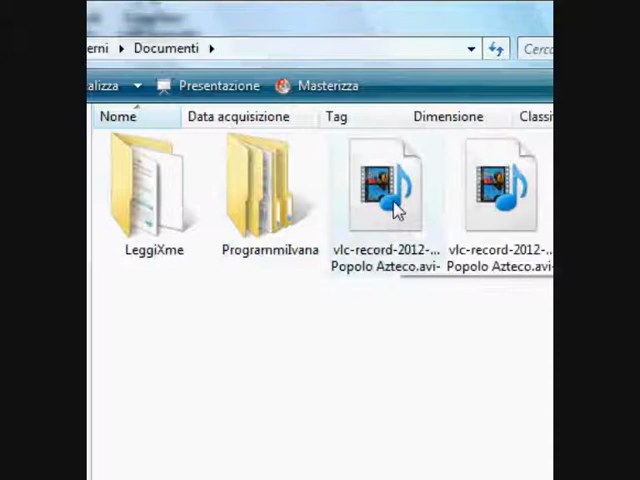 erni Documenti Cerc
alizza Presentazione Masterizza
Nome Data acquisizione Tag Dimensione Classif
LeggiXme
ProgrammiIvana
vlc-record-2012-...
Popolo Azteco.avi-
vlc-record-2012-...
Popolo Azteco.avi-